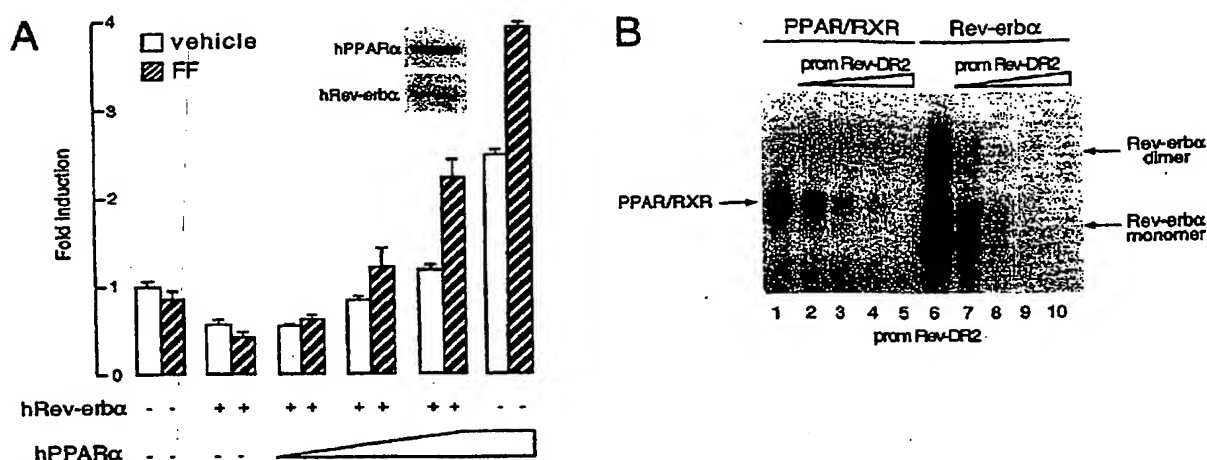 A
vehicle
FF
hPPARα
hRev-erbα
Fold induction
4
3
2
1
0
hRev-erbα - - + + + + + + + + - -
hPPARα - - - -
B
PPAR/RXR Rev-erbα
prom Rev-DR2 prom Rev-DR2
PPAR/RXR
Rev-erbα
dimer
Rev-erbα
monomer
1 2 3 4 5 6 7 8 9 10
prom Rev-DR2